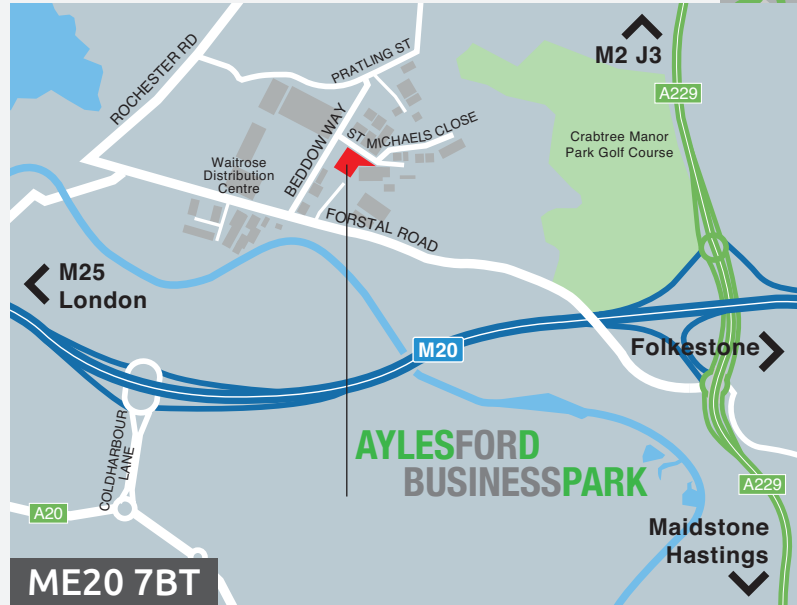 M2 J3
A229
ROCHESTER RD
PRATLING ST
ST MICHAELS CLOSE
BEDDOW WAY
Crabtree Manor
Park Golf Course
Waitrose
Distribution
Centre
FORSTAL ROAD
M25
London
M20
Folkestone
COLDHARBOUR
LANE
AYLESFORD
BUSINESSPARK
A229
A20
Maidstone
Hastings
ME20 7BT